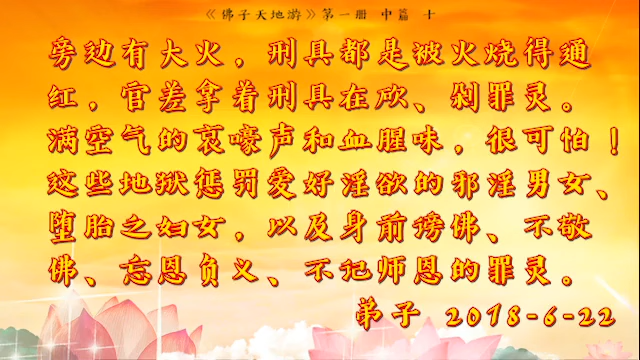 《佛子天地游》第一册 中篇 十
旁边有大火，刑具都是被火烧得通
红，官差拿着刑具在砍、剁罪灵。
满空气的哀嚎声和血腥味，很可怕！
这些地狱惩罚爱好淫欲的邪淫男女、
堕胎之妇女，以及身前谤佛、不敬
佛、忘恩负义、不记师恩的罪灵。
弟子 2018-6-22